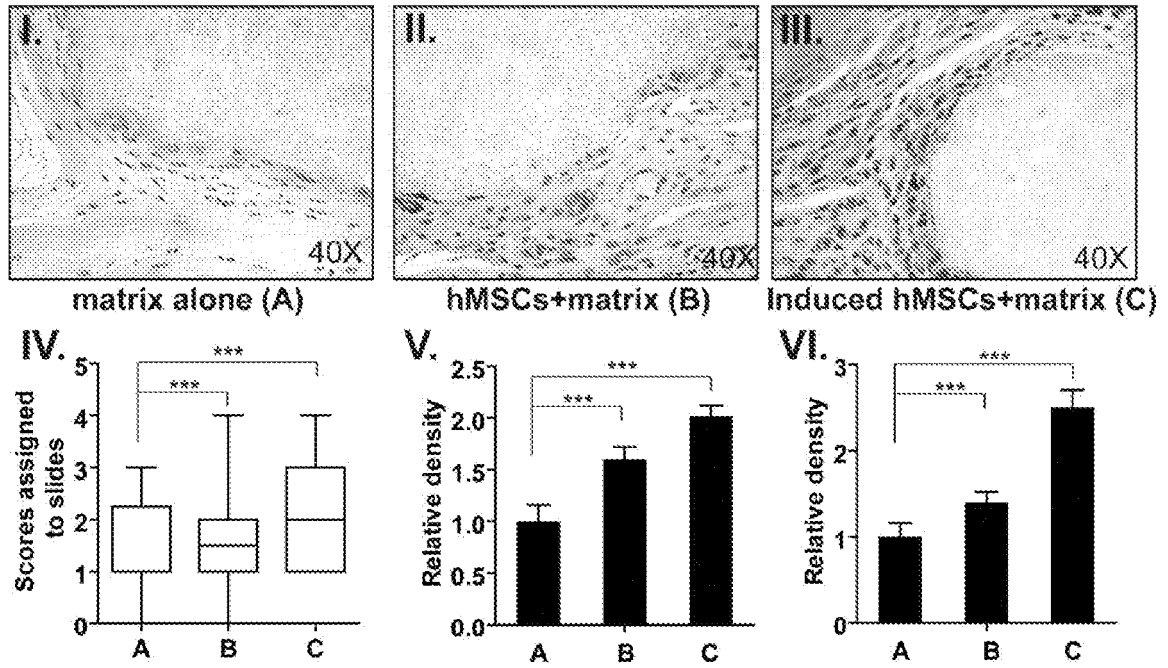 I.
II.
III.
40X
40X
40X
matrix alone (A)
hMSCs+matrix (B)
Induced hMSCs+matrix (C)
IV.
Scores assigned
to slides
5
4
3
2
1
0
***
***
A
B
C
V.
Relative density
2.5
2.0
1.5
1.0
0.5
0.0
***
***
A
B
C
VI.
Relative density
3
2
1
0
***
***
A
B
C